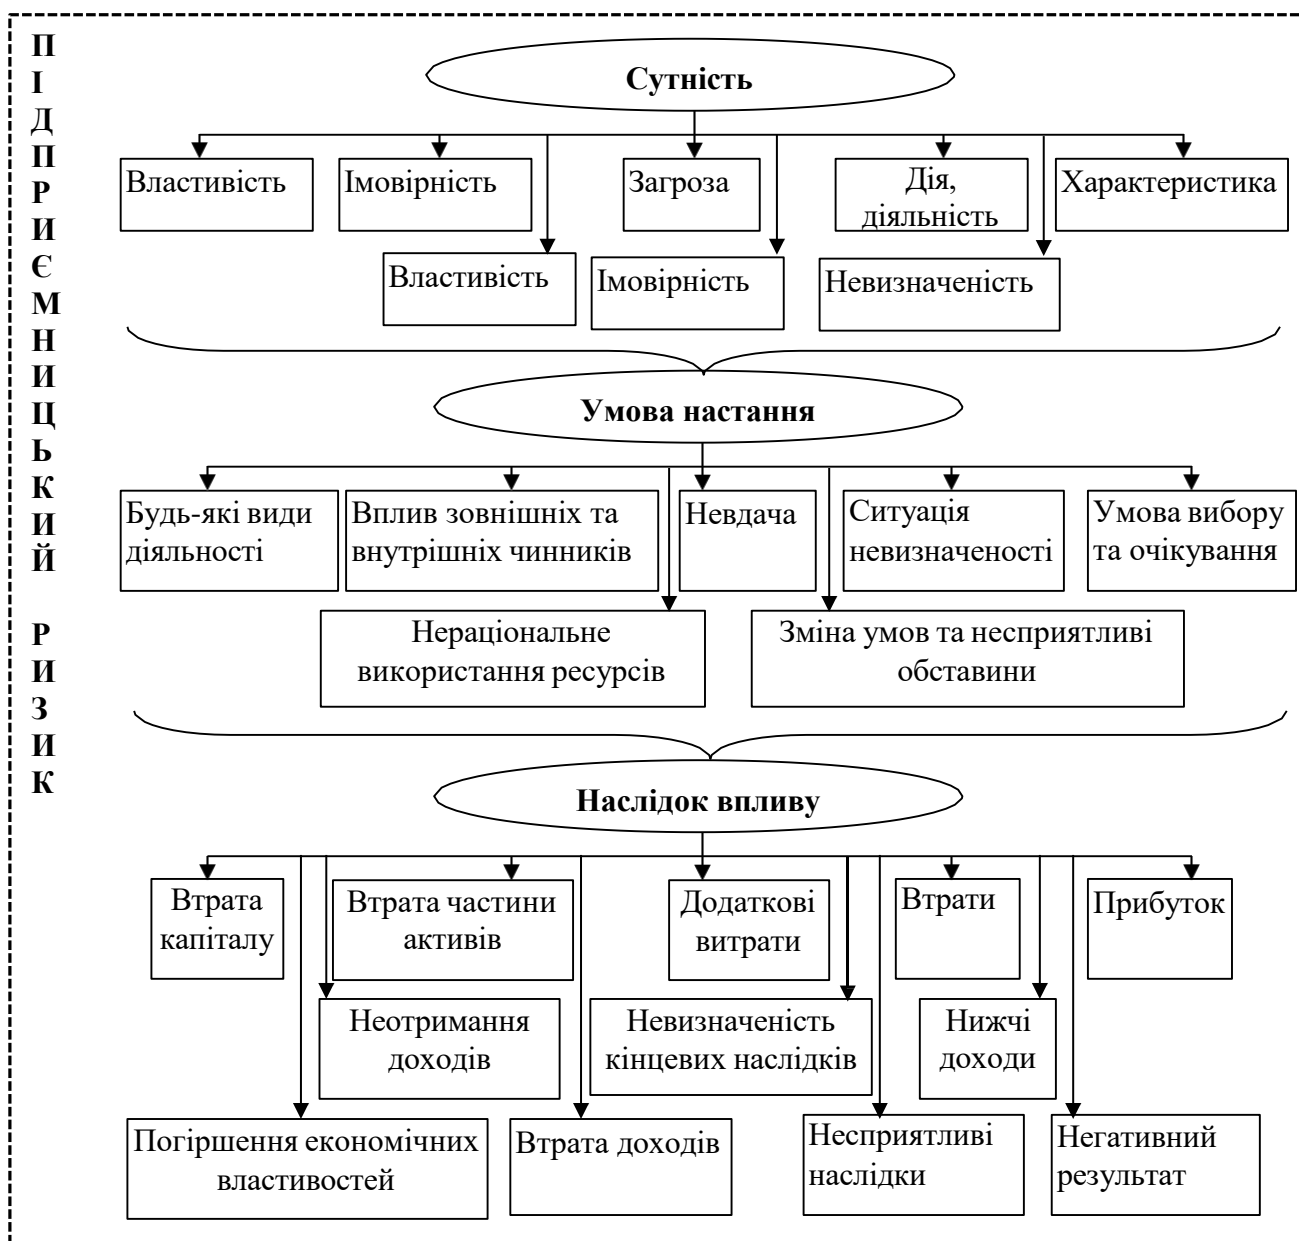 ПІДПРИЄМНИЦЬКИЙ РИЗИК
Сутність
Властивість
Імовірність
Загроза
Дія,
діяльність
Характеристика
Властивість
Імовірність
Невизначеність
Умова настання
Будь-які види
діяльності
Вплив зовнішніх та
внутрішніх чинників
Невдача
Ситуація
невизначеності
Умова вибору
та очікування
Нераціональне
використання ресурсів
Зміна умов та несприятливі
обставини
Наслідок впливу
Втрата
капіталу
Втрата частини
активів
Додаткові
витрати
Втрати
Прибуток
Неотримання
доходів
Невизначеність
кінцевих наслідків
Нижчі
доходи
Погіршення економічних
властивостей
Втрата доходів
Несприятливі
наслідки
Негативний
результат